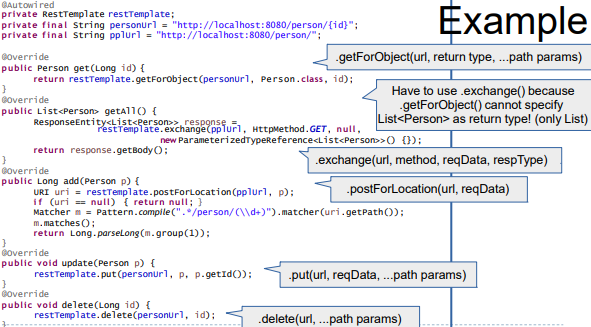 Example
@Autowired
private RestTemplate restTemplate;
private final String personUrl = "http://localhost:8080/person/{id}";
private final String pplUrl = "http://localhost:8080/person/";
@Override
public Person get(Long id) {
return restTemplate.getForObject(personUrl, Person.class, id);
}
.getForObject(url, return type, ...path params)
@Override
public List<Person> getAll() {
ResponseEntity<List<Person>> response =
restTemplate.exchange(pplUrl, HttpMethod.GET, null,
new ParameterizedTypeReference<List<Person>>() {});
return response.getBody();
}
Have to use .exchange() because
.getForObject() cannot specify
List<Person> as return type! (only List)
.exchange(url, method, reqData, respType)
@Override
public Long add(Person p) {
URI uri = restTemplate.postForLocation(pplUrl, p);
if (uri == null) { return null; }
Matcher m = Pattern.compile(".*/person/(\\d+)").matcher(uri.getPath());
m.matches();
return Long.parseLong(m.group(1));
}
.postForLocation(url, reqData)
@Override
public void update(Person p) {
restTemplate.put(personUrl, p, p.getId());
}
.put(url, reqData, ...path params)
@Override
public void delete(Long id) {
restTemplate.delete(personUrl, id);
}
.delete(url, ...path params)